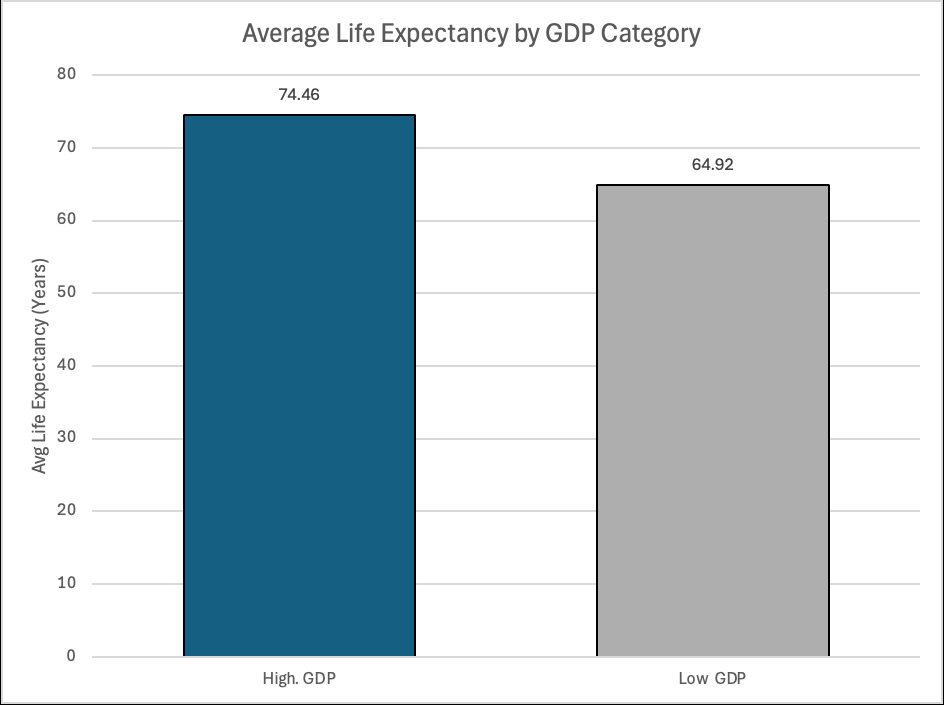 Average Life Expectancy by GDP Category
80
70
60
50
40
30
20
10
0
Avg Life Expectancy (Years)
74.46
64.92
High. GDP
Low GDP